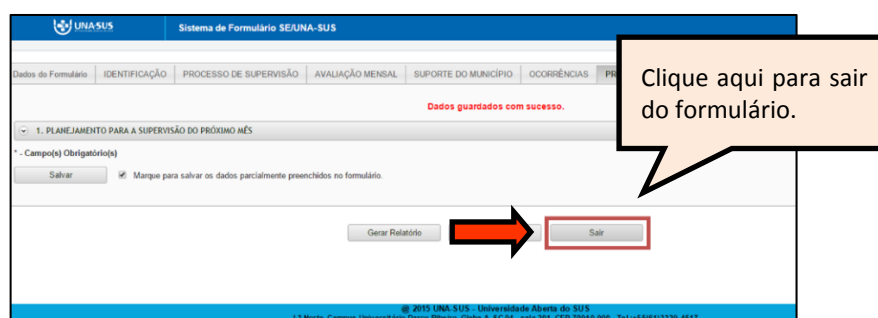 UNA-SUS
Sistema de Formulário SE/UNA-SUS
Dados do Formulário IDENTIFICAÇÃO PROCESSO DE SUPERVISÃO AVALIAÇÃO MENSAL SUPORTE DO MUNICÍPIO OCORRÊNCIAS PR
Clique aqui para sair
do formulário.
Dados guardados com sucesso.
1. PLANEJAMENTO PARA A SUPERVISÃO DO PRÓXIMO MÊS
* - Campo(s) Obrigatório(s)
Salvar Marque para salvar os dados parcialmente preenchidos no formulário.
Gerar Relatório Sair
@ 2015 UNA-SUS - Universidade Aberta do SUS